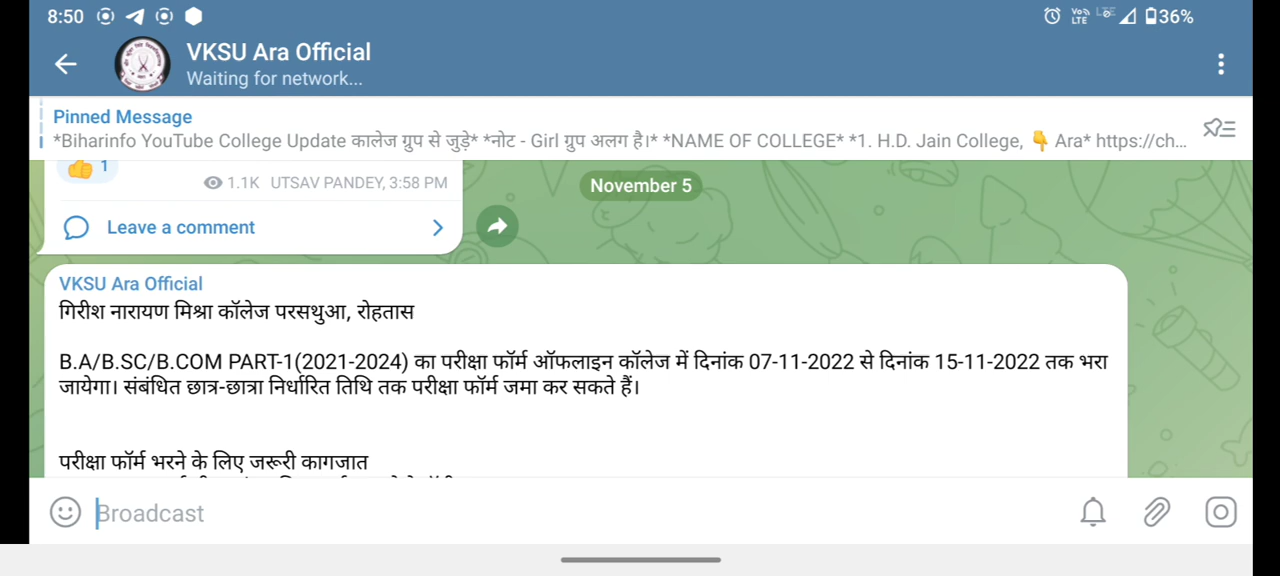 8:50 VoLTE LTE 36%
VKSU Ara Official
Waiting for network...
Pinned Message
*Biharinfo YouTube College Update कालेज ग्रुप से जुड़े* *नोट - Girl ग्रुप अलग है।* *NAME OF COLLEGE* *1. H.D. Jain College, 👇 Ara* https://ch...
👍 1
1.1K UTSAV PANDEY, 3:58 PM
November 5
Leave a comment
VKSU Ara Official
गिरीश नारायण मिश्रा कॉलेज परसथुआ, रोहतास
B.A/B.SC/B.COM PART-1(2021-2024) का परीक्षा फॉर्म ऑफलाइन कॉलेज में दिनांक 07-11-2022 से दिनांक 15-11-2022 तक भरा
जायेगा। संबंधित छात्र-छात्रा निर्धारित तिथि तक परीक्षा फॉर्म जमा कर सकते हैं।
परीक्षा फॉर्म भरने के लिए जरूरी कागजात
Broadcast